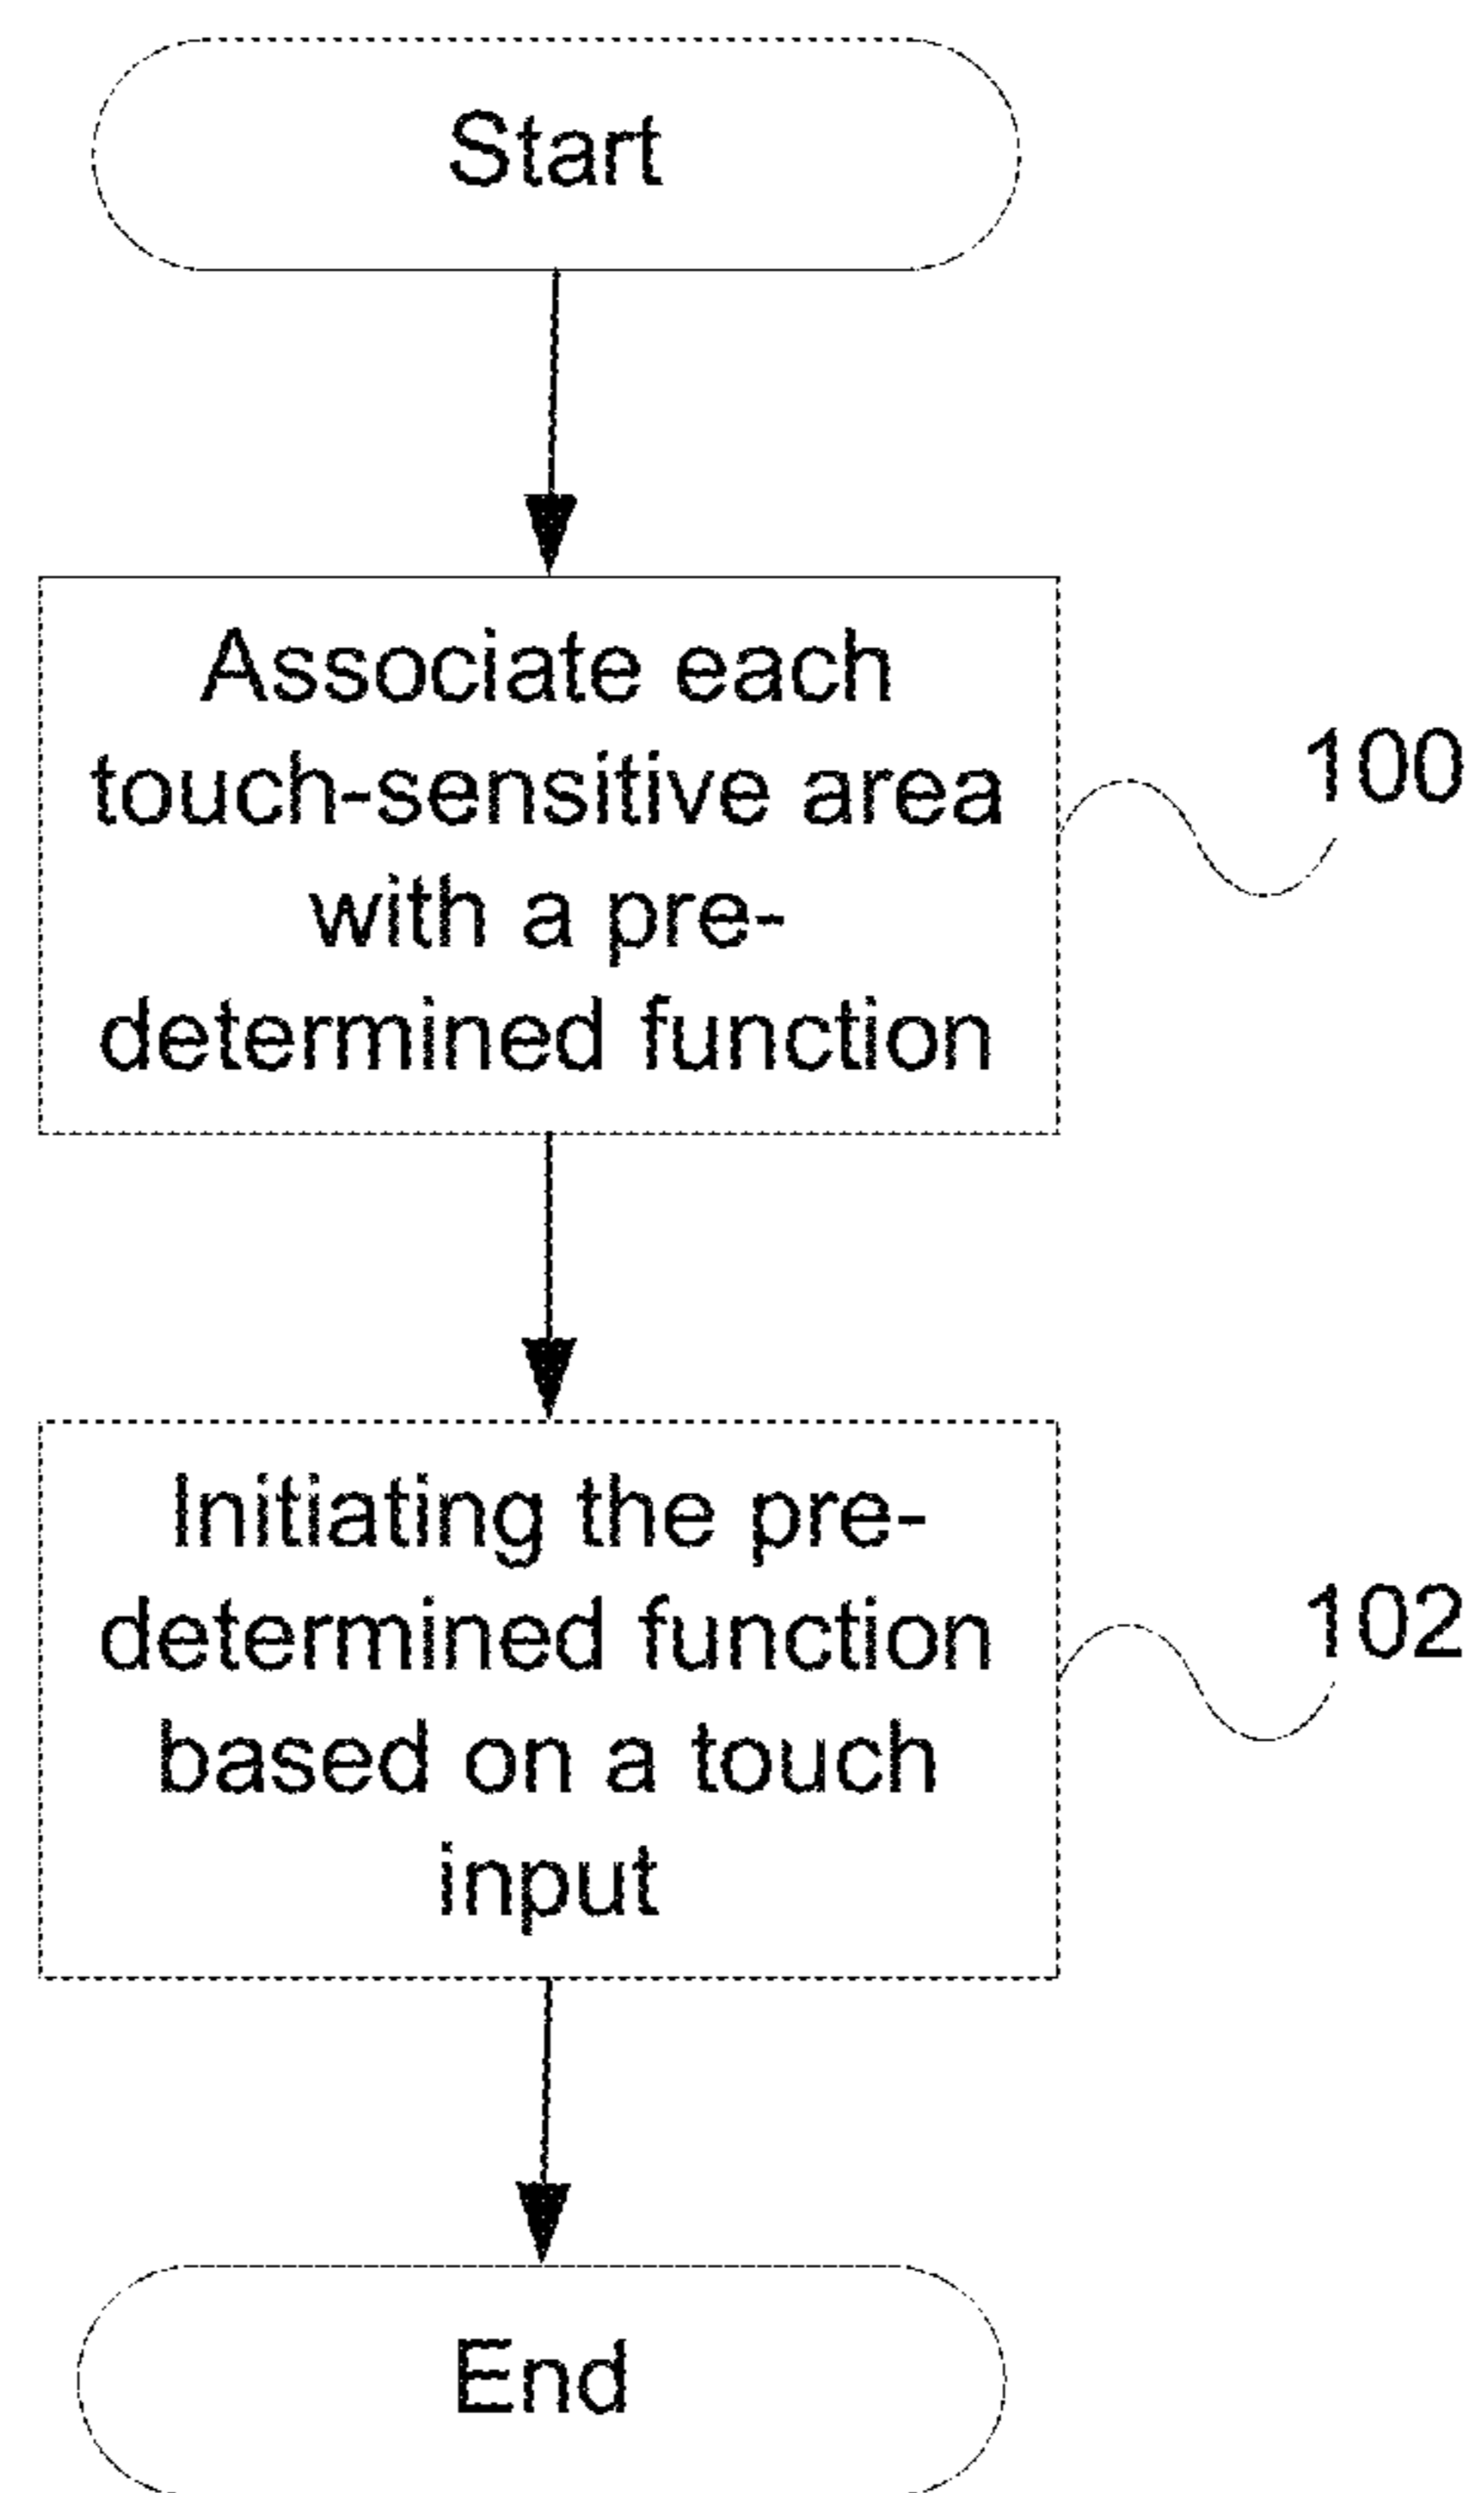 Start
Associate each
touch-sensitive area
with a pre-
determined function
100
Initiating the pre-
determined function
based on a touch
input
102
End